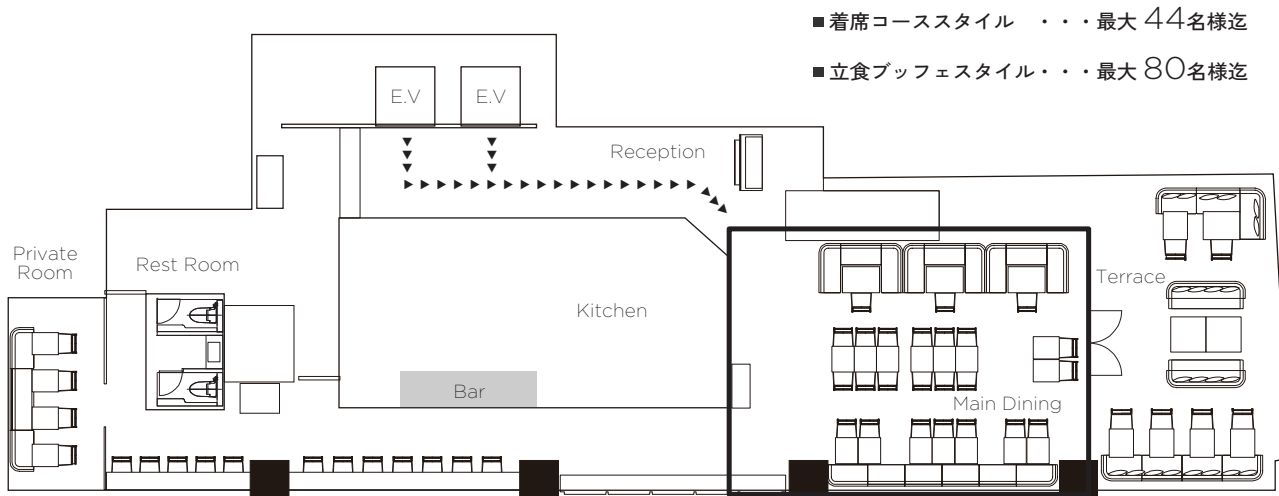 ■着席コーススタイル ・・・最大 44名様迄
■立食ブッフェスタイル・・・最大 80名様迄
E.V
E.V
Reception
Private
Room
Rest Room
Kitchen
Terrace
Bar
Main Dining